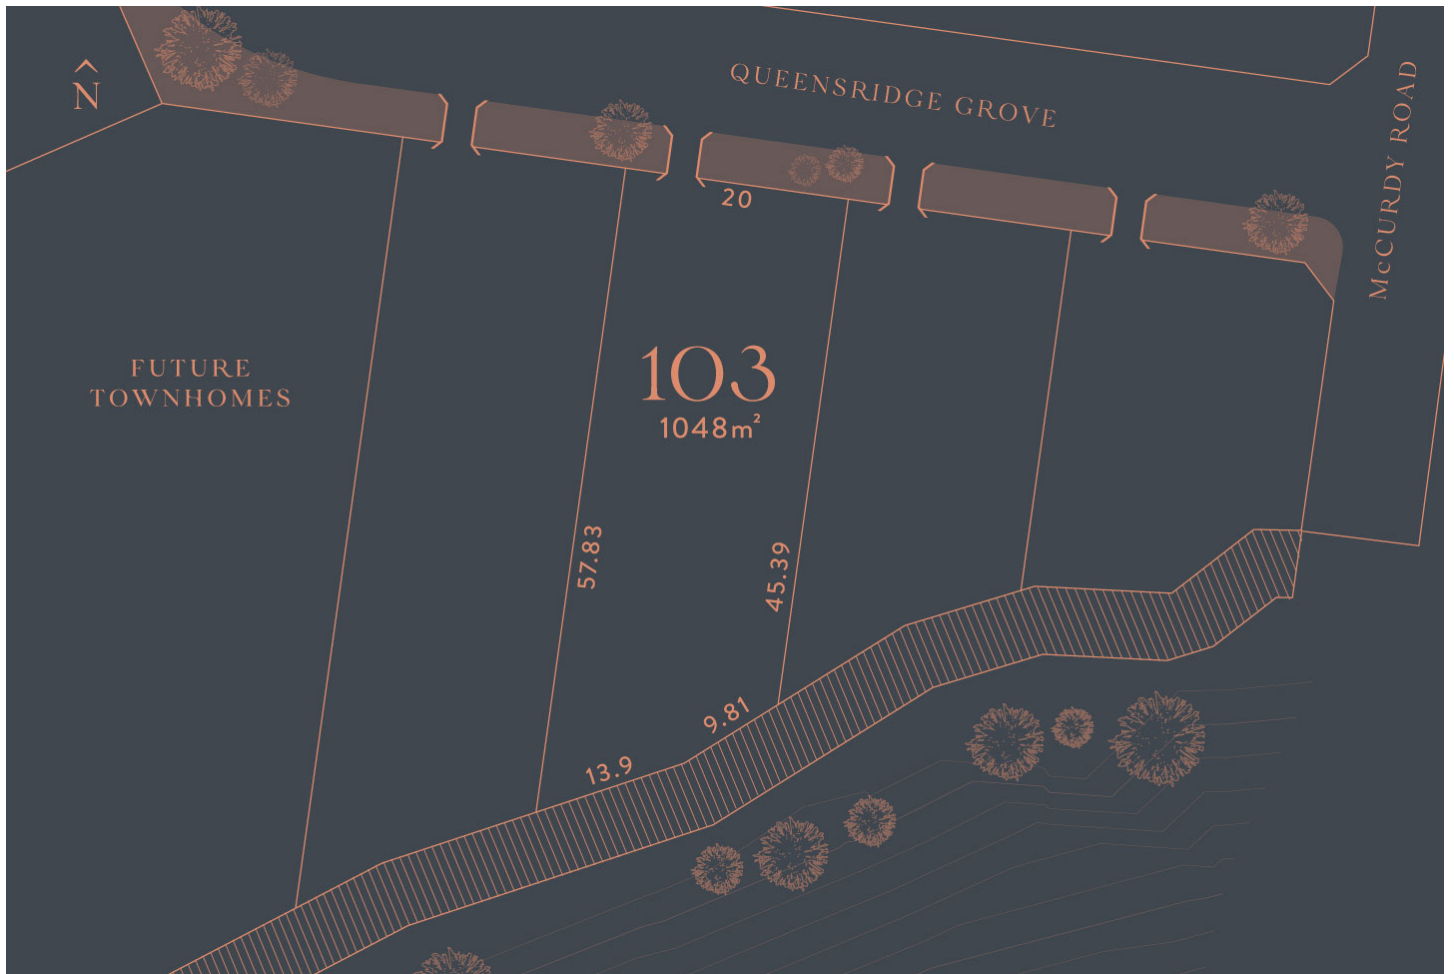 N
QUEENSRIDGE GROVE
McCURDY ROAD
20
FUTURE
TOWNHOMES
103
1048m²
57.83
45.39
9.81
13.9